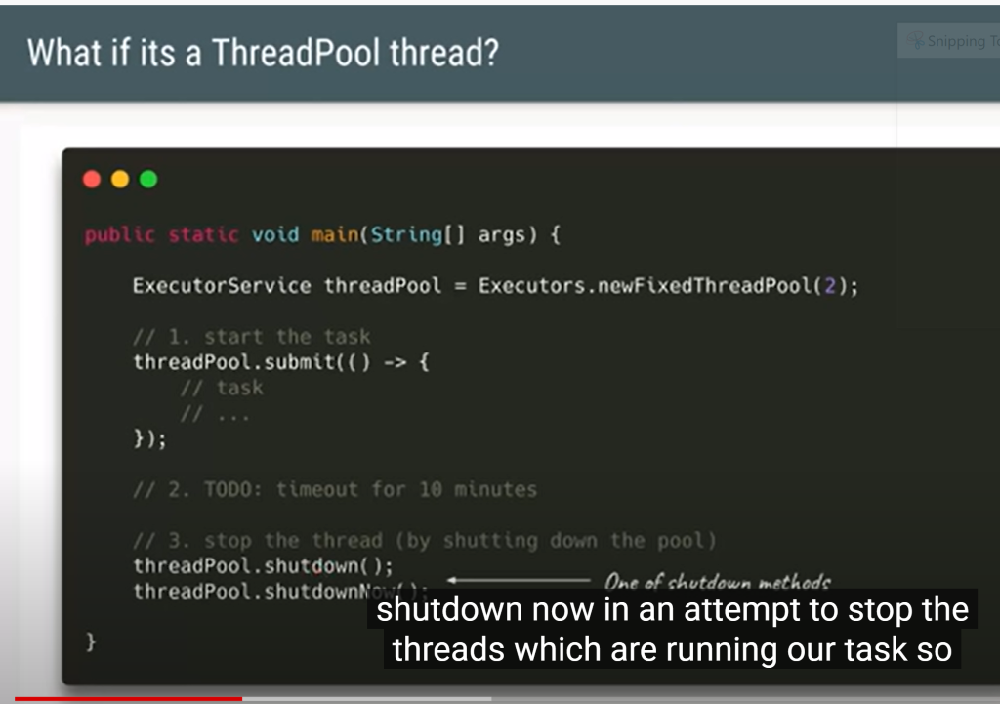 What if its a ThreadPool thread?
Snipping To
public static void main(String[] args) {
ExecutorService threadPool = Executors.newFixedThreadPool(2);
// 1. start the task
threadPool.submit(() -> {
// task
// ...
});
// 2. TODO: timeout for 10 minutes
// 3. stop the thread (by shutting down the pool)
threadPool.shutdown();
threadPool.shutdownNow();
One of shutdown methods
}
shutdown now in an attempt to stop the
threads which are running our task so